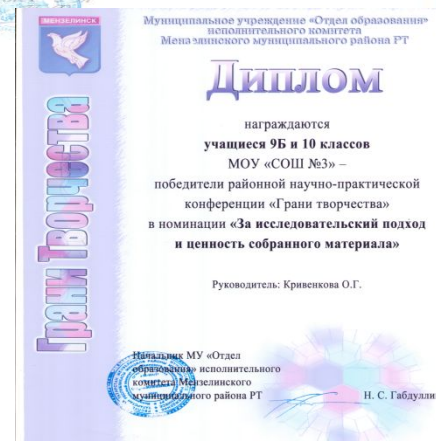 МЕНЗЕЛИНСК
Муниципальное учреждение «Отдел образования»
исполнительного комитета
Мензелинского муниципального района РТ
Диплом
награждаются
учащиеся 9Б и 10 классов
МОУ «СОШ №3» –
победители районной научно-практической
конференции «Грани творчества»
в номинации «За исследовательский подход
и ценность собранного материала»
Руководитель: Кривенкова О.Г.
Грани Творчества
Начальник МУ «Отдел
образования» исполнительного
комитета Мензелинского
муниципального района РТ
Н. С. Габдулли